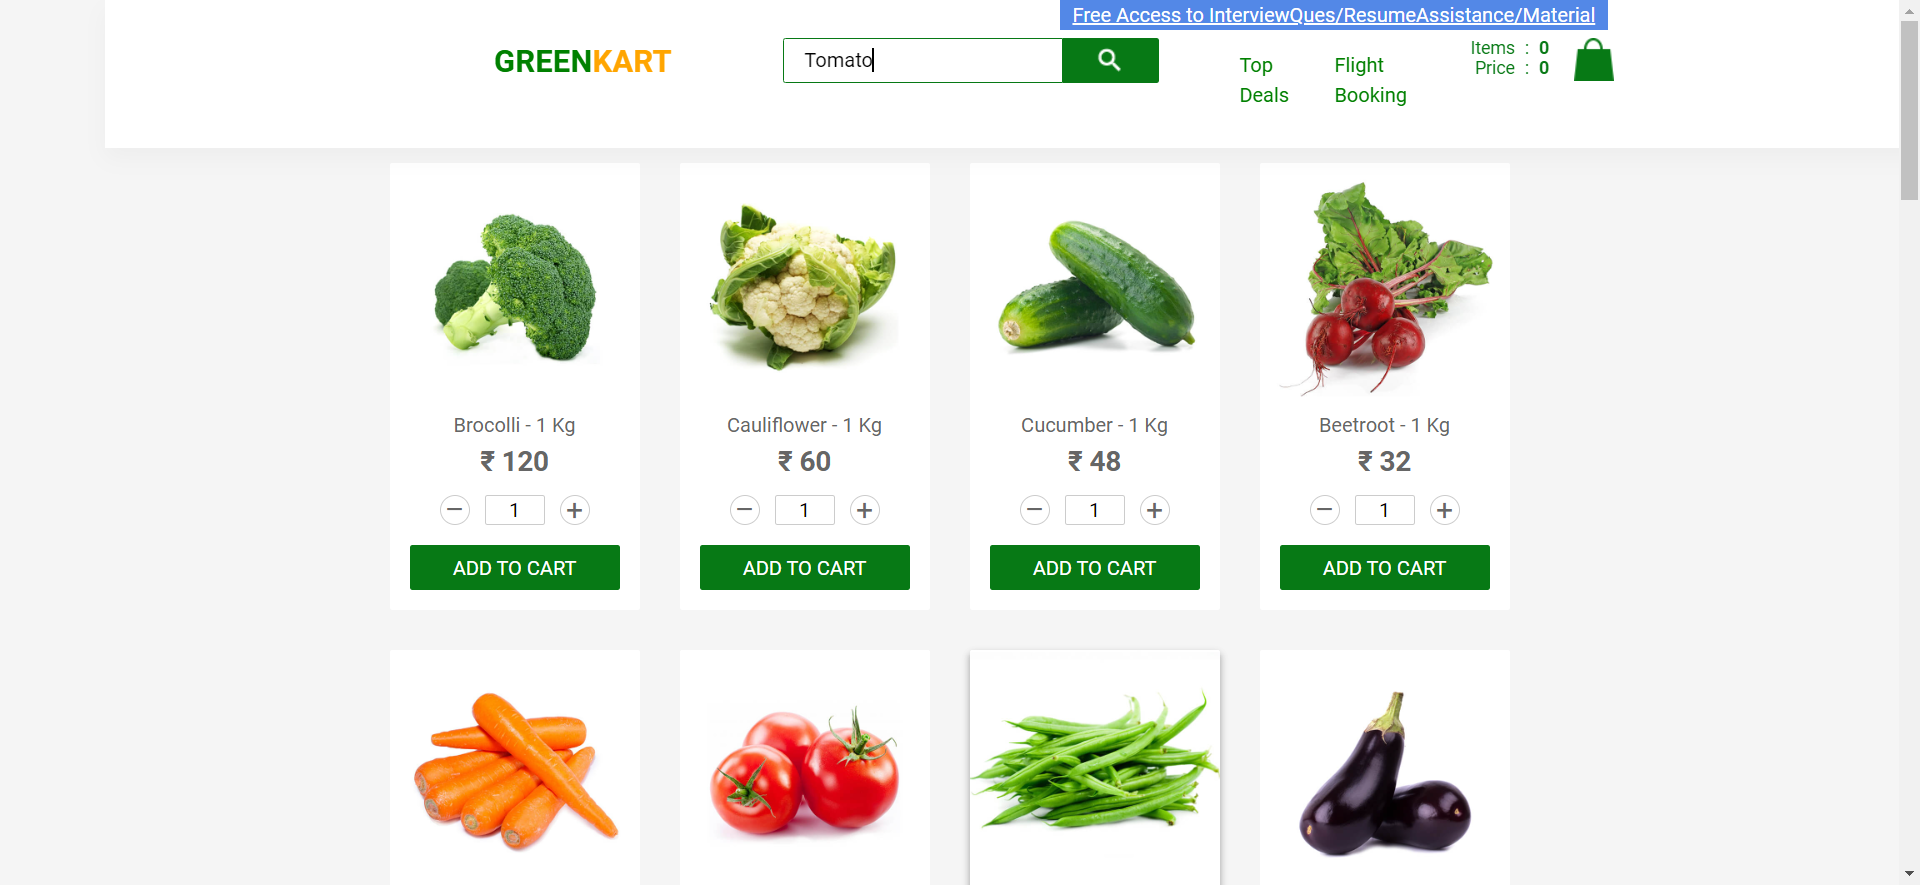 Free Access to InterviewQues/ResumeAssistance/Material
GREENKART
Tomato
Top
Deals
Flight
Booking
Items : 0
Price : 0
Brocolli - 1 Kg
₹ 120
1
ADD TO CART
Cauliflower - 1 Kg
₹ 60
1
ADD TO CART
Cucumber - 1 Kg
₹ 48
1
ADD TO CART
Beetroot - 1 Kg
₹ 32
1
ADD TO CART